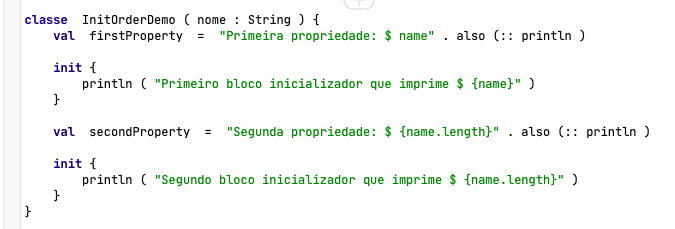 classe InitOrderDemo ( nome : String ) {
val firstProperty = "Primeira propriedade: $ name" . also (:: println )
init {
println ( "Primeiro bloco inicializador que imprime $ {name}" )
}
val secondProperty = "Segunda propriedade: $ {name.length}" . also (:: println )
init {
println ( "Segundo bloco inicializador que imprime $ {name.length}" )
}
}